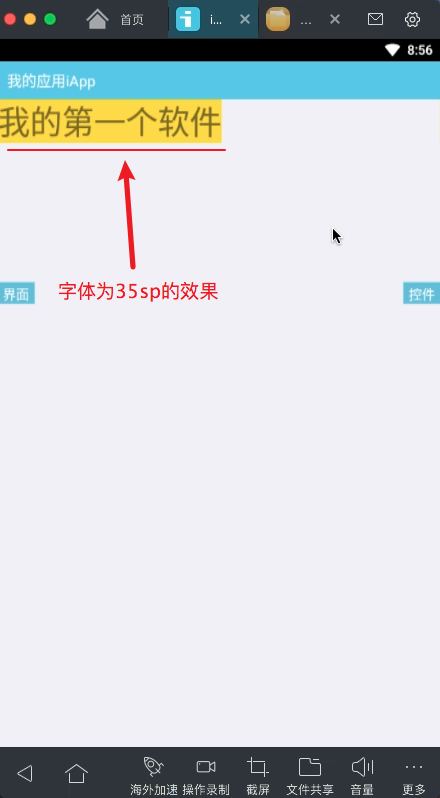 首页
i...
...
8:56
我的应用iApp
我的第一个软件
字体为35sp的效果
界面
控件
海外加速
操作录制
截屏
文件共享
音量
更多